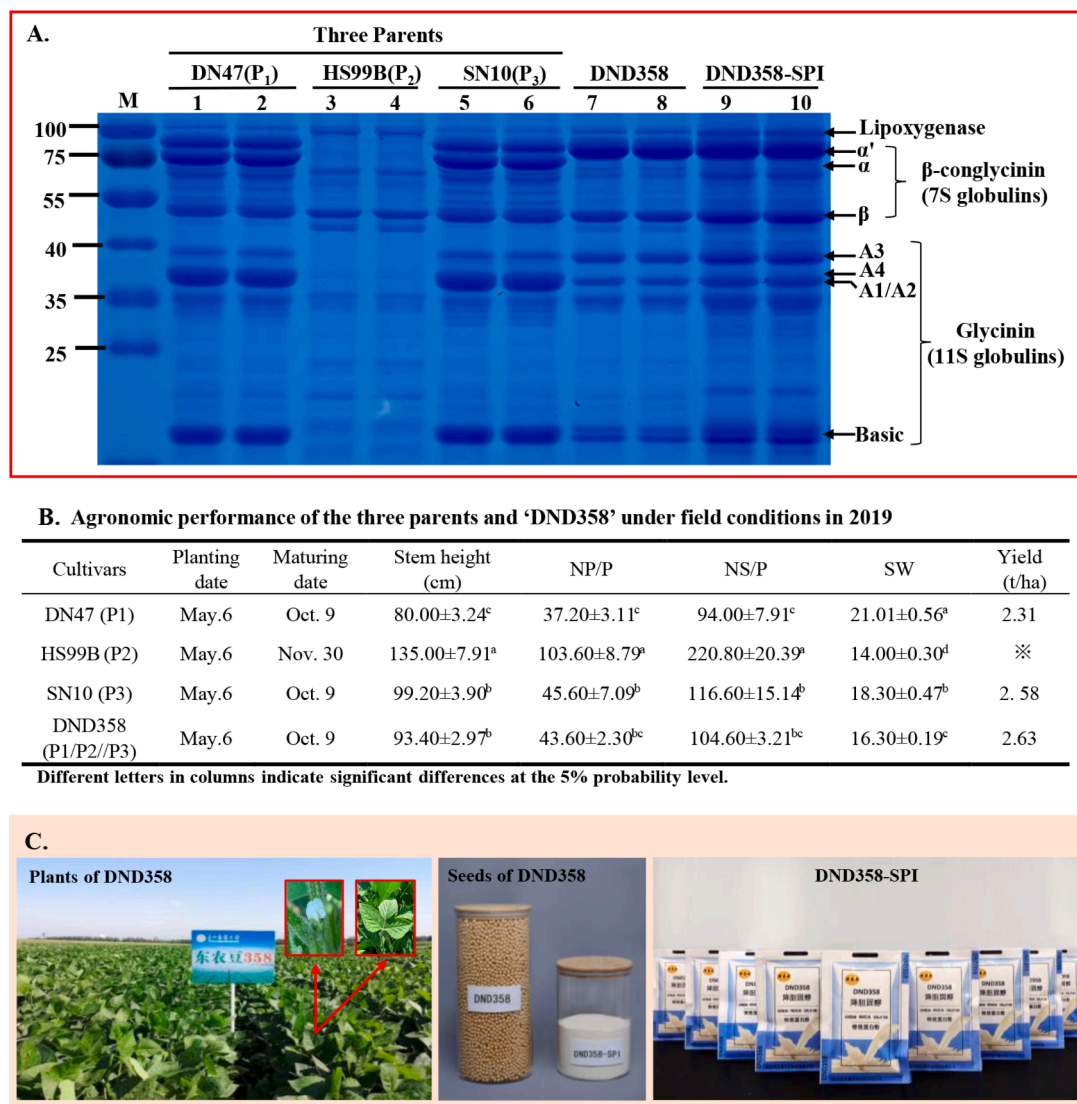 A.
Three Parents
DN47(P₁) HS99B(P₂) SN10(P₃) DND358 DND358-SPI
M 1 2 3 4 5 6 7 8 9 10
100
75
55
40
35
25
Lipoxygenase
α'
α
β
β-conglycinin
(7S globulins)
A3
A4
A1/A2
Glycinin
(11S globulins)
Basic
B. Agronomic performance of the three parents and ‘DND358’ under field conditions in 2019
Cultivars Planting date Maturing date Stem height (cm) NP/P NS/P SW Yield (t/ha)
DN47 (P1) May.6 Oct. 9 80.00±3.24ᶜ 37.20±3.11ᶜ 94.00±7.91ᶜ 21.01±0.56ᵃ 2.31
HS99B (P2) May.6 Nov. 30 135.00±7.91ᵃ 103.60±8.79ᵃ 220.80±20.39ᵃ 14.00±0.30ᵈ ※
SN10 (P3) May.6 Oct. 9 99.20±3.90ᵇ 45.60±7.09ᵇ 116.60±15.14ᵇ 18.30±0.47ᵇ 2. 58
DND358 (P1/P2//P3) May.6 Oct. 9 93.40±2.97ᵇ 43.60±2.30ᵇᶜ 104.60±3.21ᵇᶜ 16.30±0.19ᶜ 2.63
Different letters in columns indicate significant differences at the 5% probability level.
C.
Plants of DND358
东农豆358
Seeds of DND358
DND358
DND358-SPI
DND358-SPI
DND358
降胆固醇
特候蛋白粉